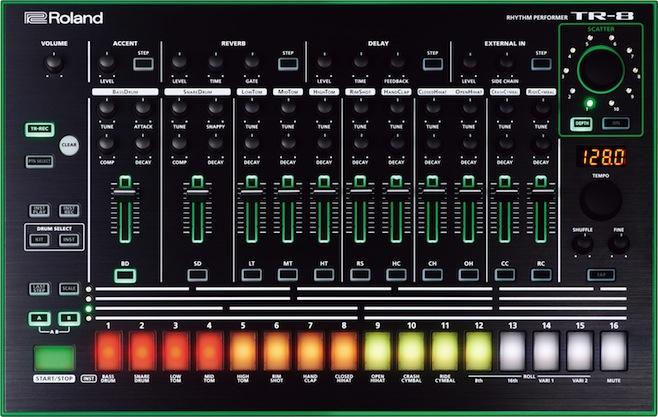 Roland
RHYTHM PERFORMER TR-8
VOLUME
ACCENT
REVERB
DELAY
EXTERNAL IN
SCATTER
STEP
STEP
STEP
STEP
LEVEL
LEVEL TIME GATE
LEVEL TIME FEEDBACK
LEVEL SIDE CHAIN
2
5
8
10
DEPTH
ON
BASSDRUM SNAREDRUM LOWTOM MIDTOM HIGHTOM RIMSHOT HANDCLAP CLOSEDHIHAT OPENHIHAT CRASHCYMBAL RIDECYMBAL
TUNE ATTACK TUNE SNAPPY TUNE TUNE TUNE TUNE TUNE TUNE TUNE TUNE TUNE
COMP DECAY COMP DECAY DECAY DECAY DECAY DECAY DECAY DECAY DECAY DECAY DECAY
TR-REC
CLEAR
PTN SELECT
128.0
TEMPO
SHUFFLE FINE
TAP
INST PLAY
INST REC
DRUM SELECT
KIT INST
BD SD LT MT HT RS HC CH OH CC RC
LAST STEP
SCALE
A B
A B
START/STOP
INST
1 2 3 4 5 6 7 8 9 10 11 12 13 14 15 16
BASS DRUM
SNARE DRUM
LOW TOM
MID TOM
HIGH TOM
RIM SHOT
HAND CLAP
CLOSED HIHAT
OPEN HIHAT
CRASH CYMBAL
RIDE CYMBAL
ROLL
8th 16th VARI 1 VARI 2 MUTE